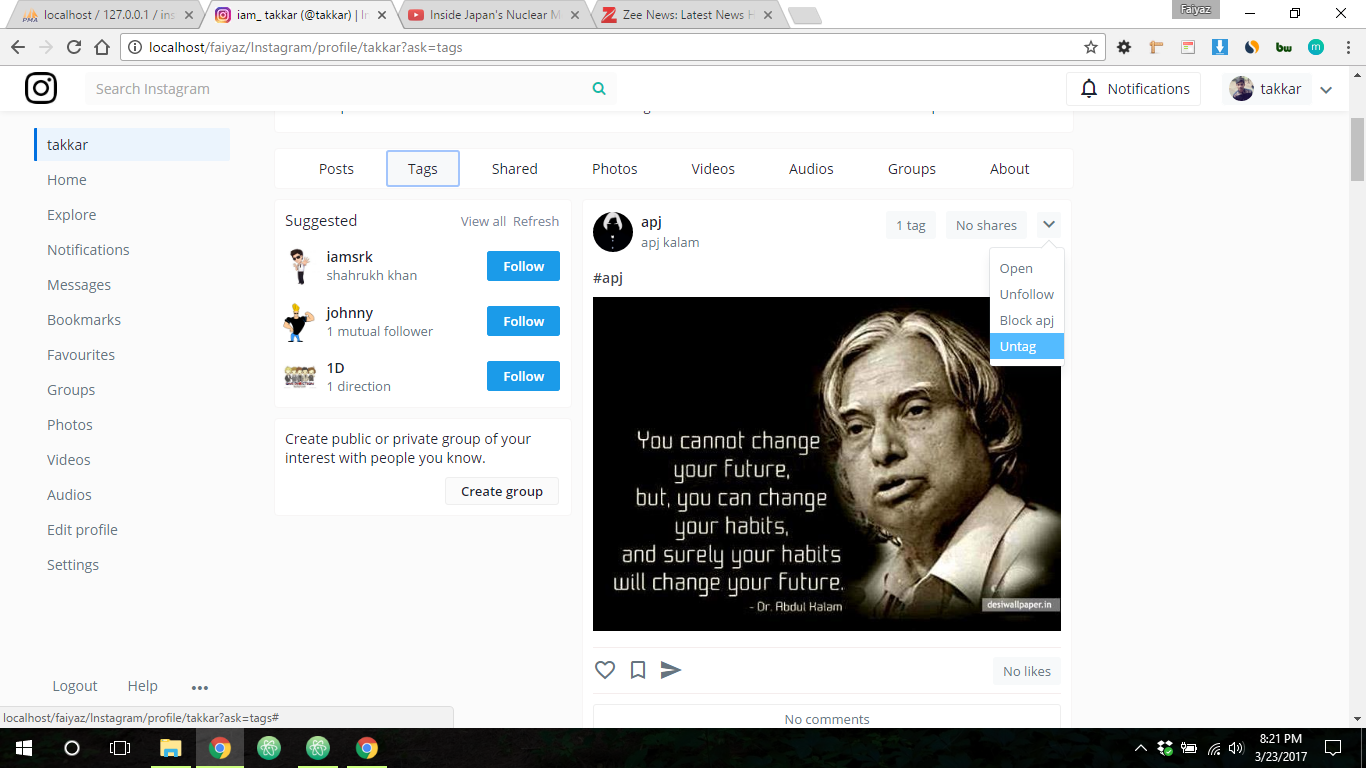 localhost / 127.0.0.1 / ins
iam_ takkar (@takkar) | In
Inside Japan's Nuclear M
Zee News: Latest News H
Faiyaz
localhost/faiyaz/Instagram/profile/takkar?ask=tags
Search Instagram
Notifications
takkar
takkar
Home
Explore
Notifications
Messages
Bookmarks
Favourites
Groups
Photos
Videos
Audios
Edit profile
Settings
Logout Help
Posts Tags Shared Photos Videos Audios Groups About
Suggested
View all Refresh
iamsrk
shahrukh khan
Follow
johnny
1 mutual follower
Follow
1D
1 direction
Follow
Create public or private group of your
interest with people you know.
Create group
apj
apj kalam
1 tag
No shares
Open
Unfollow
Block apj
Untag
#apj
You cannot change
your future,
but, you can change
your habits,
and surely your habits
will change your future.
- Dr. Abdul Kalam
desiwallpaper.in
No likes
No comments
localhost/faiyaz/Instagram/profile/takkar?ask=tags#
8:21 PM
3/23/2017